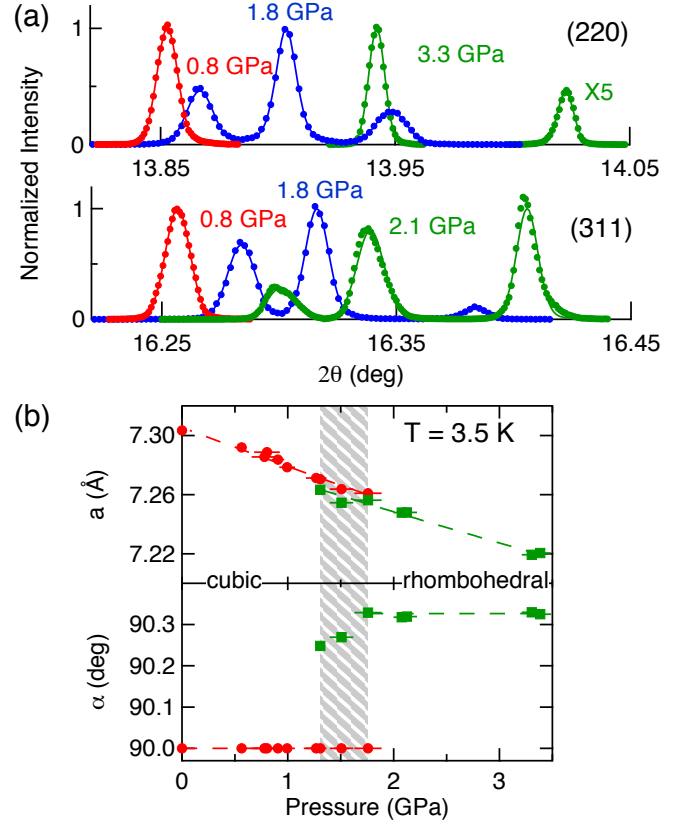 (a)
1.8 GPa
(220)
1
0.8 GPa
3.3 GPa
X5
0
13.85
13.95
14.05
Normalized Intensity
1.8 GPa
1
0.8 GPa
2.1 GPa
(311)
0
16.25
16.35
16.45
2θ (deg)
(b)
7.30
T = 3.5 K
a (Å)
7.26
7.22
cubic
rhombohedral
90.3
α (deg)
90.2
90.1
90.0
0
1
2
3
Pressure (GPa)